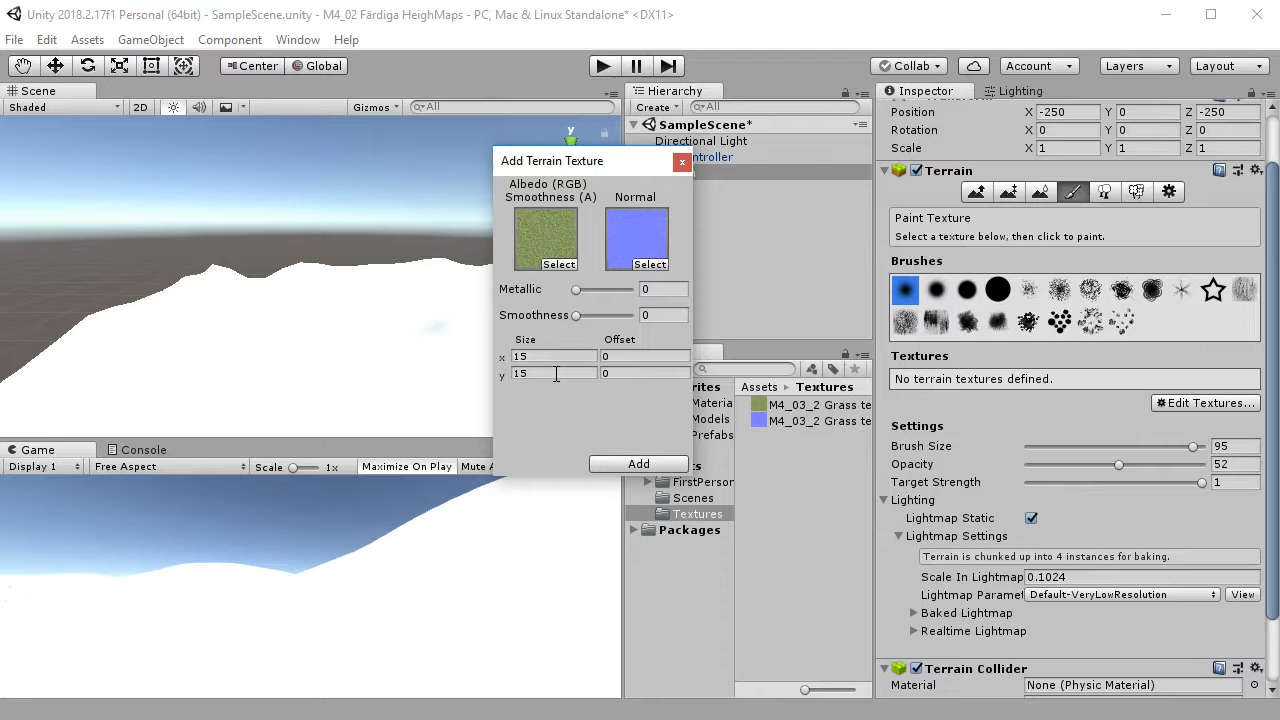 Unity 2018.2.17f1 Personal (64bit) - SampleScene.unity - M4_02 Färdiga HeighMaps - PC, Mac & Linux Standalone* <DX11>
File Edit Assets GameObject Component Window Help
Center Global Collab Account Layers Layout
Scene Hierarchy Inspector Lighting
Shaded 2D Gizmos All Create All
Position X -250 Y 0 Z -250
SampleScene*
Rotation X 0 Y 0 Z 0
Directional Light
Scale X 1 Y 1 Z 1
y
ontroller
Terrain
Add Terrain Texture
x
Albedo (RGB)
Smoothness (A) Normal
Select Select
Metallic 0
Smoothness 0
Size Offset
x 15 0
y 15 0
Add
Paint Texture
Select a texture below, then click to paint.
Brushes
Textures
No terrain textures defined.
Edit Textures...
Settings
Brush Size 95
Opacity 52
Target Strength 1
Lighting
Lightmap Static
Lightmap Settings
Terrain is chunked up into 4 instances for baking.
Scale In Lightmap 0.1024
Lightmap Paramet Default-VeryLowResolution View
Baked Lightmap
Realtime Lightmap
Terrain Collider
Material None (Physic Material)
rites
Materia
Models
Prefabs
ts
FirstPerson
Scenes
Textures
Packages
Assets Textures
M4_03_2 Grass te
M4_03_2 Grass te
Game Console
Display 1 Free Aspect Scale 1x Maximize On Play Mute A